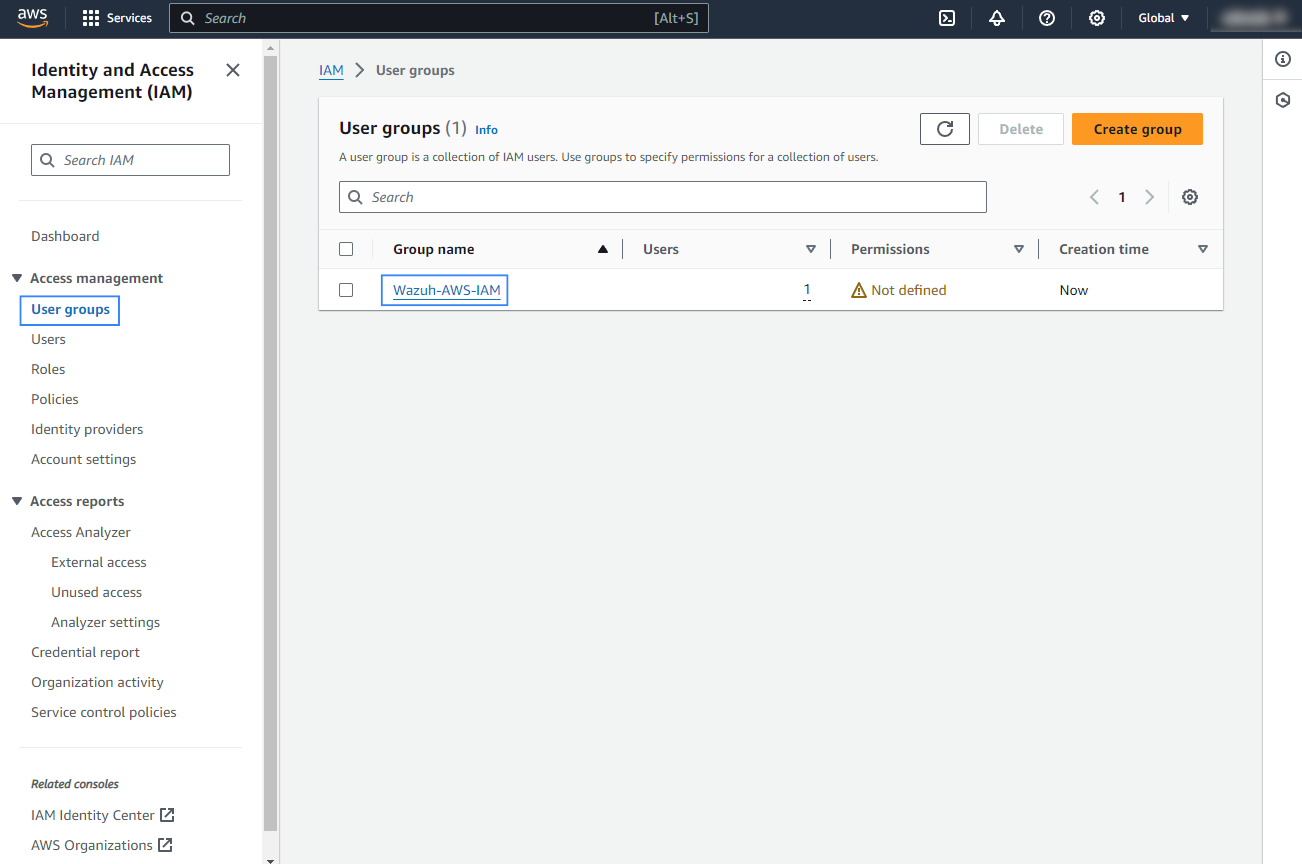 aws
Services
Search [Alt+S]
Global
Identity and Access
Management (IAM)
Search IAM
Dashboard
Access management
User groups
Users
Roles
Policies
Identity providers
Account settings
Access reports
Access Analyzer
External access
Unused access
Analyzer settings
Credential report
Organization activity
Service control policies
Related consoles
IAM Identity Center
AWS Organizations
IAM > User groups
User groups (1) Info
Delete
Create group
A user group is a collection of IAM users. Use groups to specify permissions for a collection of users.
Search
1
Group name Users Permissions Creation time
Wazuh-AWS-IAM 1 Not defined Now